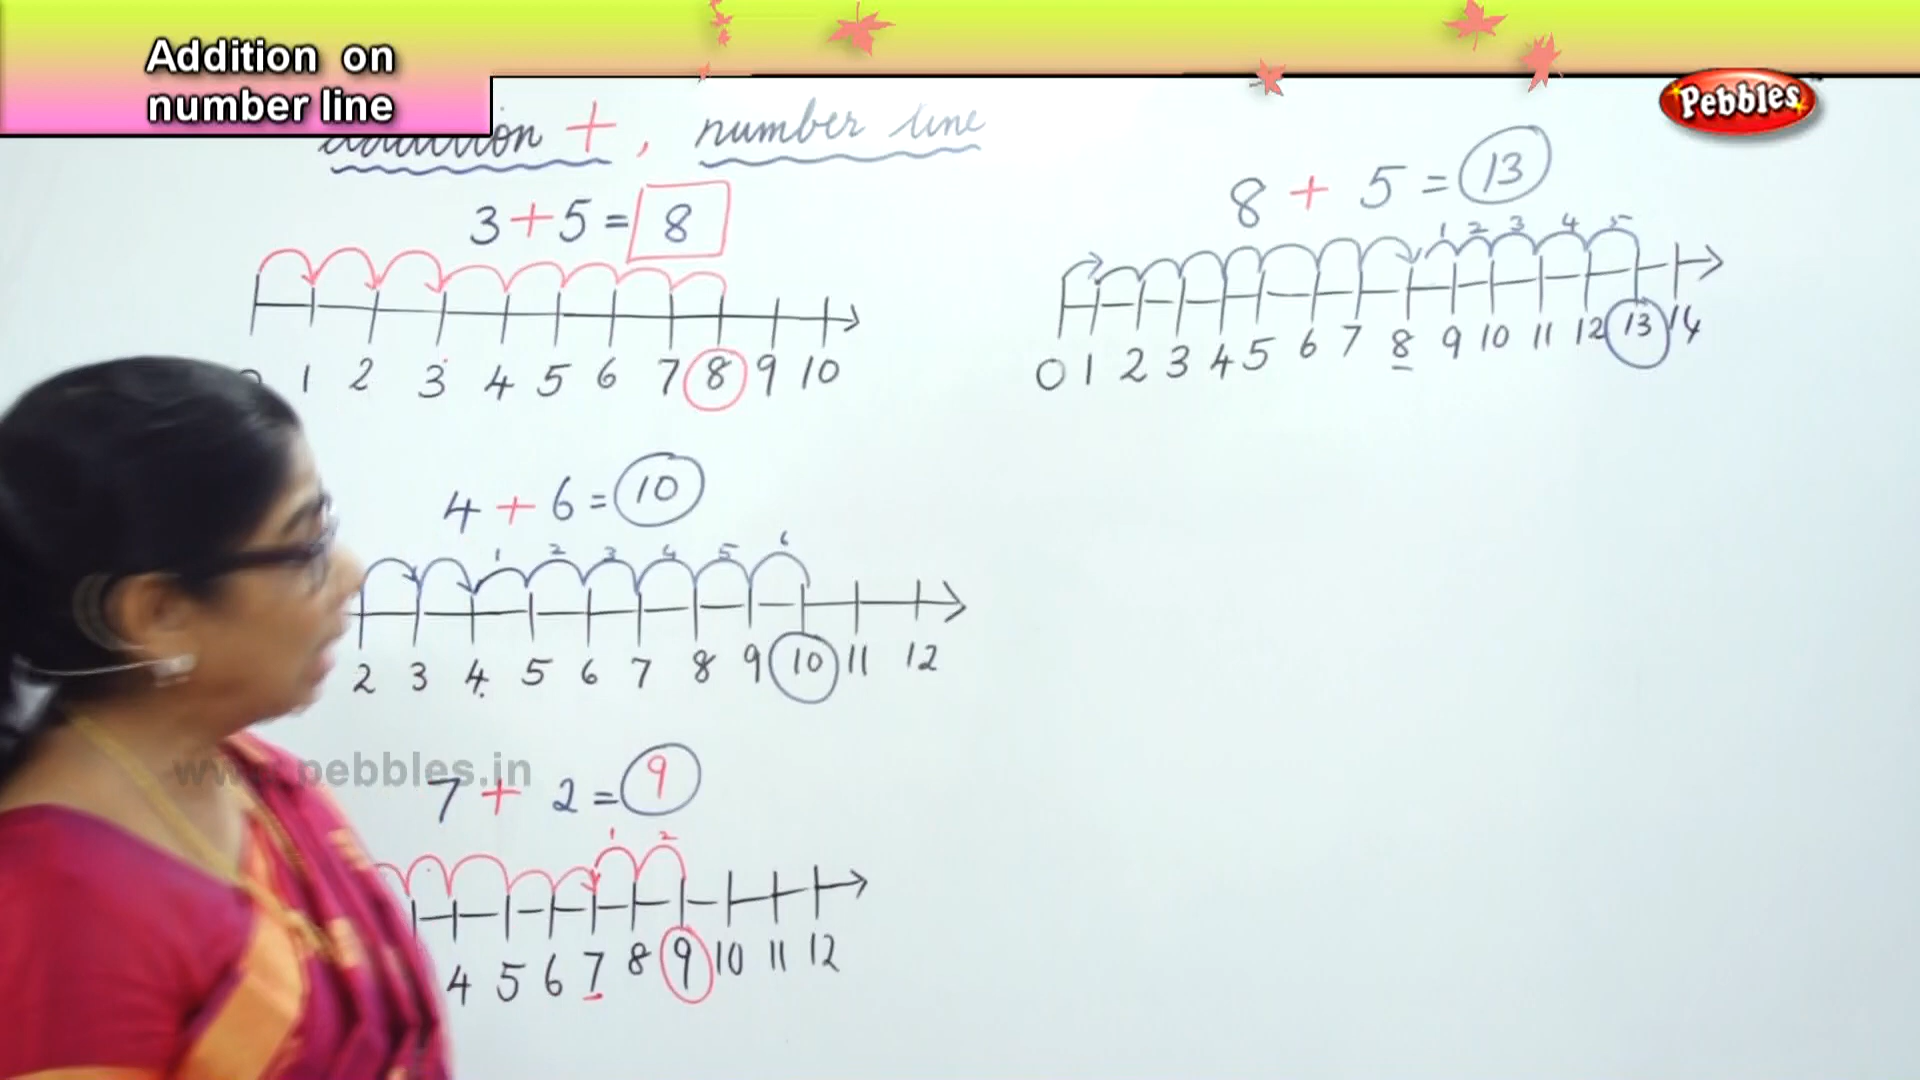 Addition on
number line
Pebbles
addition +, number line
3+5= 8
0 1 2 3 4 5 6 7 8 9 10
4 + 6 = 10
1 2 3 4 5 6
2 3 4 5 6 7 8 9 10 11 12
www.pebbles.in
7 + 2 = 9
1 2
4 5 6 7 8 9 10 11 12
8 + 5 = 13
1 2 3 4 5
0 1 2 3 4 5 6 7 8 9 10 11 12 13 14